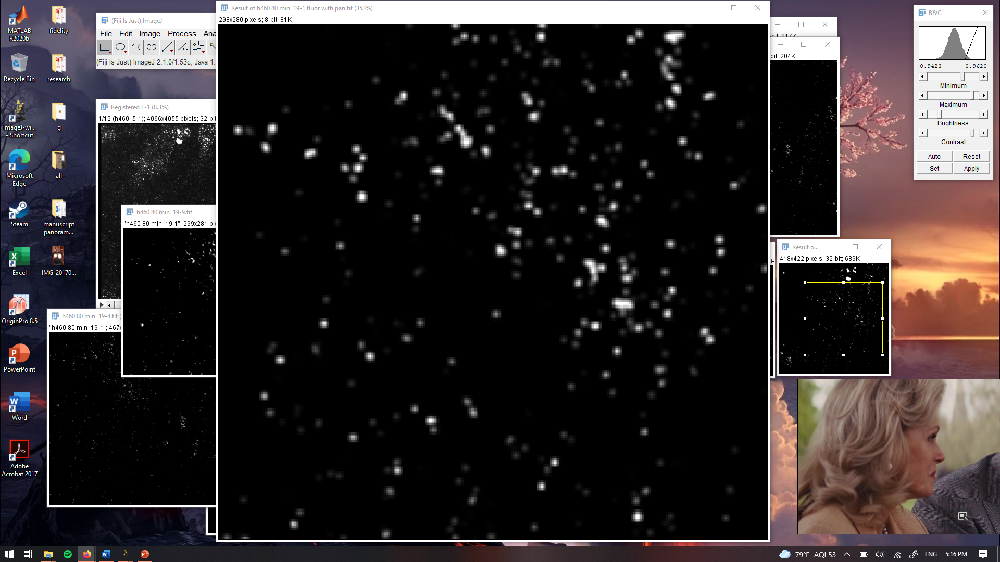 MATLAB
R2020b
fidelity
Recycle Bin
research
ImageJ-wi...
- Shortcut
g
Microsoft
Edge
all
Steam
manuscript
panoram...
Excel
IMG-20170...
OriginPro 8.5
PowerPoint
Word
Adobe
Acrobat 2017
(Fiji Is Just) ImageJ
File Edit Image Process Ana
(Fiji Is Just) ImageJ 2.1.0/1.53c; Java 1.
Registered F-1 (8.3%)
1/12 (h460 5-1); 4066x4055 pixels; 32-bit
h460 80 min 19-9.tif
"h460 80 min 19-1"; 299x281 pix
h460 80 min 19-4.tif (
"h460 80 min 19-1"; 467x
Result of h460 80 min 19-1 fluor with pan.tif (353%)
298x280 pixels; 8-bit; 81K
bit; 817K
bit; 204K
8-
Result o...
418x422 pixels; 32-bit; 689K
B&C
0.9423 0.9620
Minimum
Maximum
Brightness
Contrast
Auto Reset
Set Apply
79°F AQI 53 ENG 5:16 PM